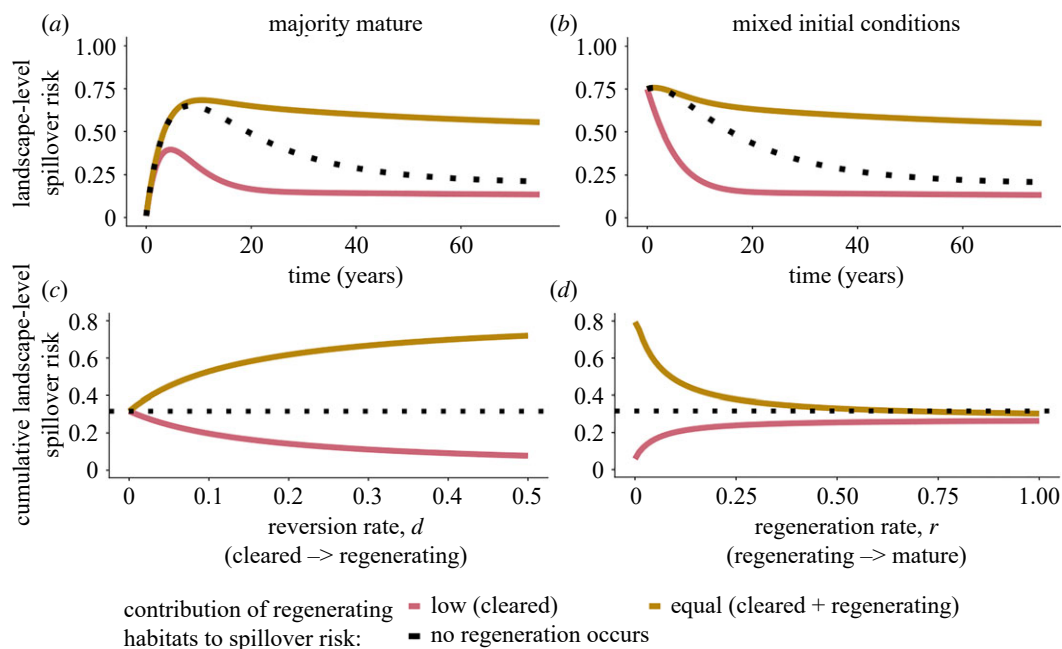 (a) majority mature
(b) mixed initial conditions
landscape-level
spillover risk
1.00
0.75
0.50
0.25
0
0 20 40 60
time (years)
1.00
0.75
0.50
0.25
0
0 20 40 60
time (years)
(c)
(d)
cumulative landscape-level
spillover risk
0.8
0.6
0.4
0.2
0
0 0.1 0.2 0.3 0.4 0.5
reversion rate, d
(cleared –> regenerating)
0.8
0.6
0.4
0.2
0
0 0.25 0.50 0.75 1.00
regeneration rate, r
(regenerating –> mature)
contribution of regenerating
habitats to spillover risk:
low (cleared)
equal (cleared + regenerating)
no regeneration occurs